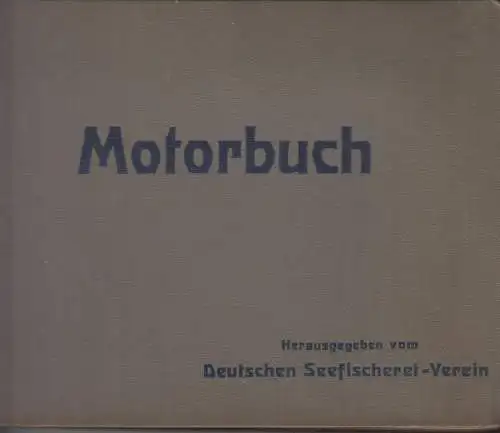 Motorbuch
Herausgegeben vom
Deutschen Seefischerei-Verein